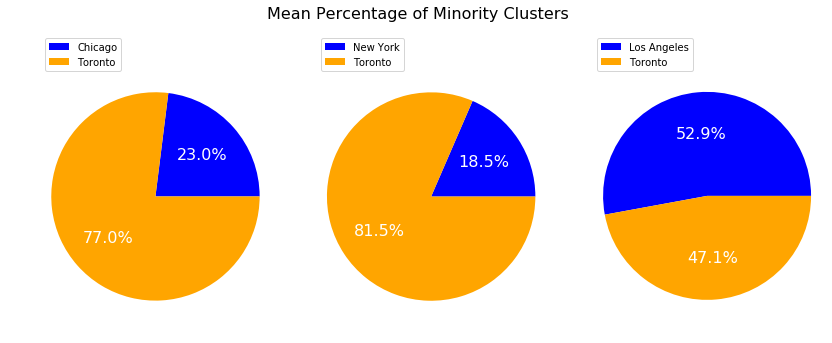 Mean Percentage of Minority Clusters
Chicago
Toronto
23.0%
77.0%
New York
Toronto
18.5%
81.5%
Los Angeles
Toronto
52.9%
47.1%